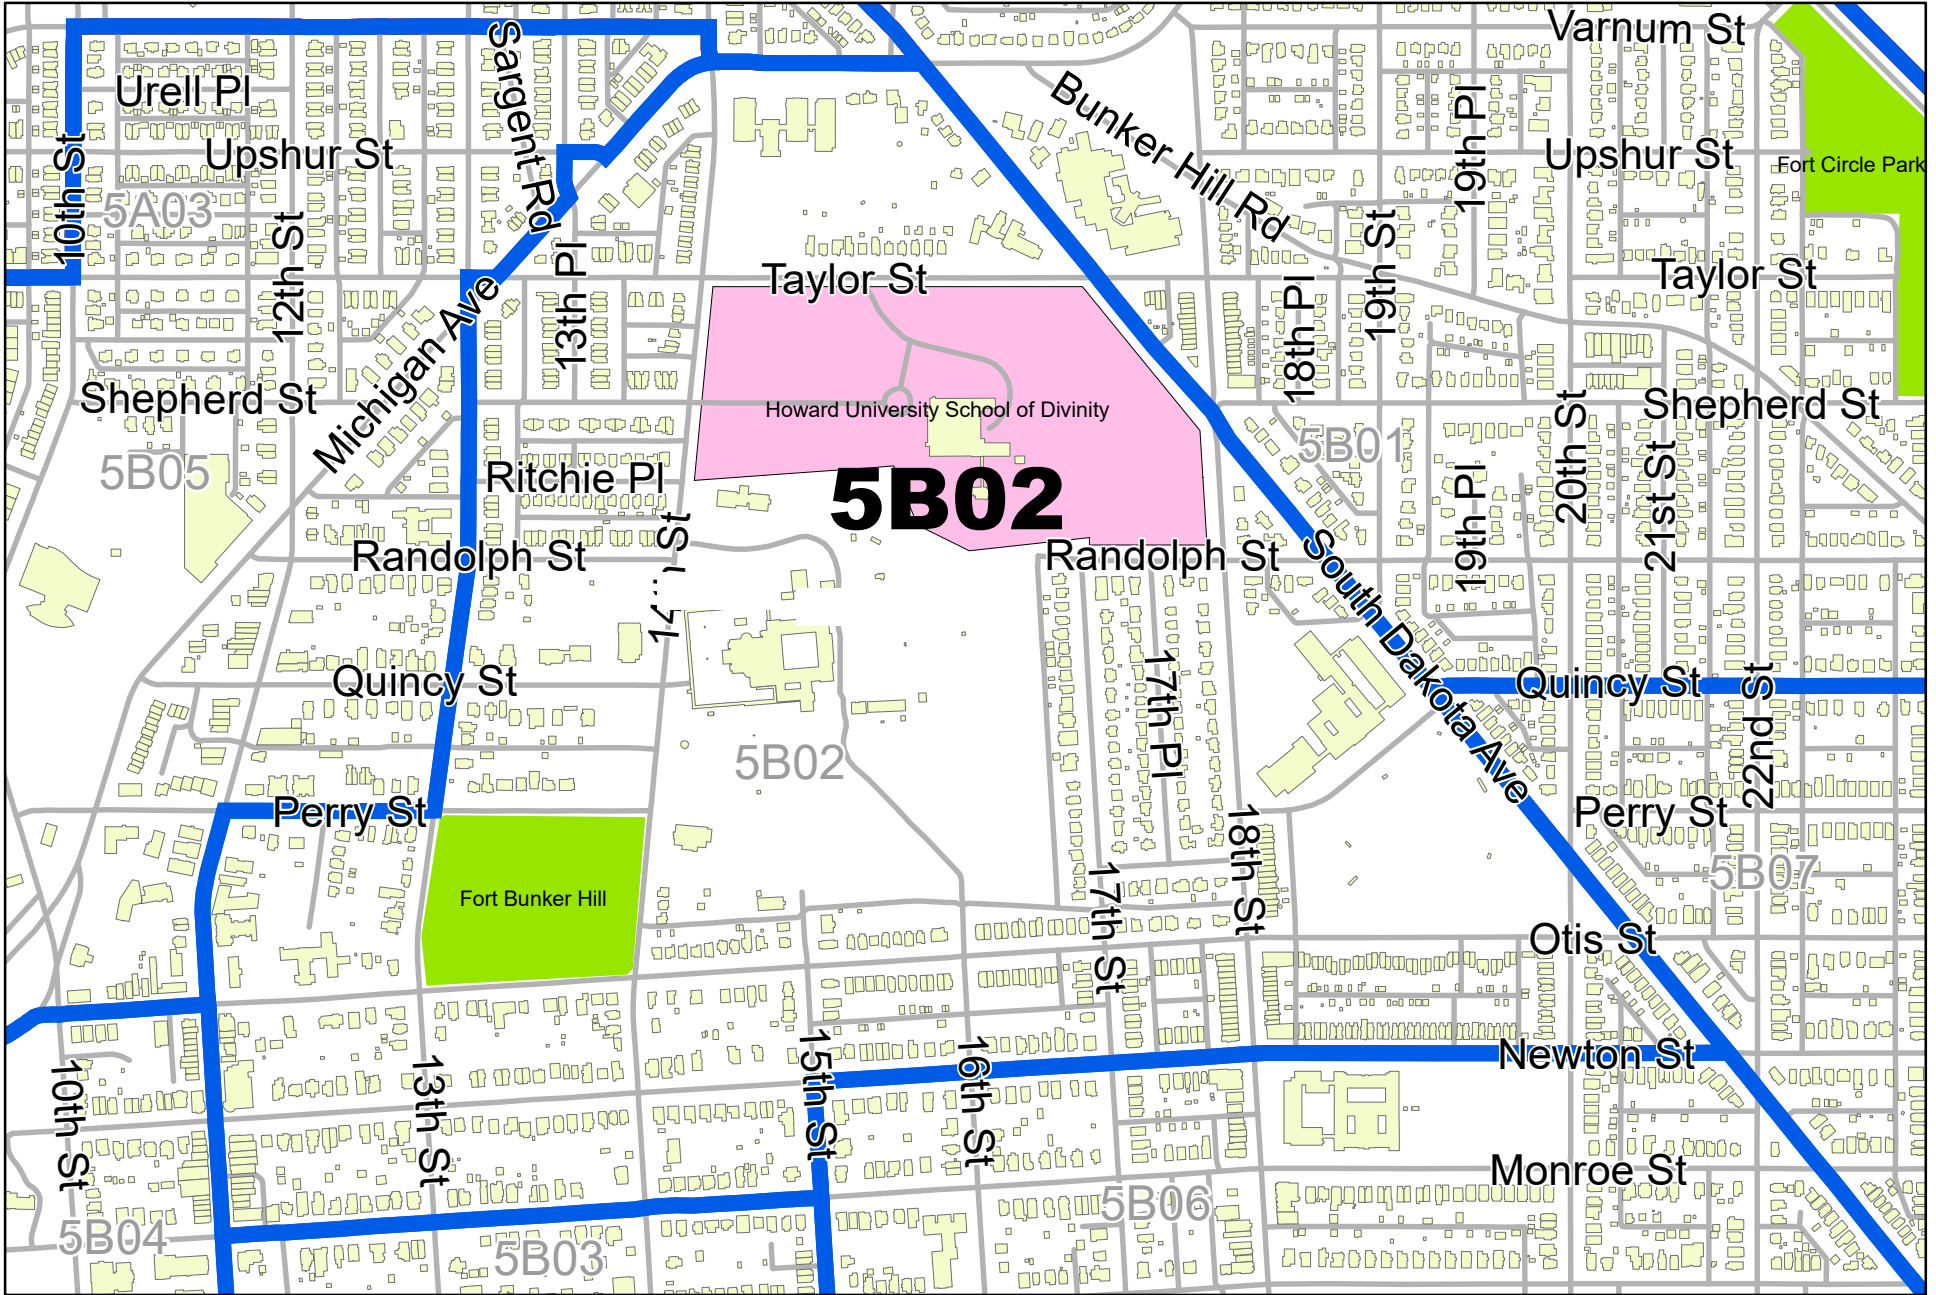 Varnum St
Sargent Rd
Urell Pl
Bunker Hill Rd
19th Pl
10th St
Upshur St
Upshur St
Fort Circle Park
5A03
12th St
13th Pl
19th St
Taylor St
Taylor St
Michigan Ave
18th Pl
Shepherd St
Howard University School of Divinity
Shepherd St
5B05
5B01
20th St
21st St
Ritchie Pl
5B02
19th Pl
Randolph St
St
Randolph St
South Dakota Ave
Quincy St
17th Pl
Quincy St
22nd St
5B02
Perry St
Perry St
18th St
5B07
Fort Bunker Hill
17th St
Otis St
10th St
13th St
15th St
16th St
Newton St
Monroe St
5B06
5B04
5B03